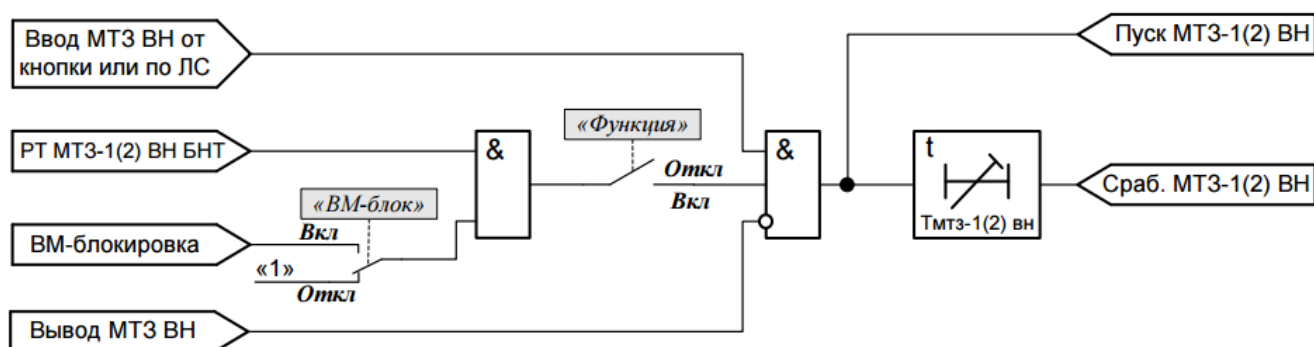 Ввод МТЗ ВН от
кнопки или по ЛС
Пуск МТЗ-1(2) ВН
РТ МТЗ-1(2) ВН БНТ
&
«Функция»
Откл
Вкл
&
t
Тмтз-1(2) вн
Сраб. МТЗ-1(2) ВН
«ВМ-блок»
Вкл
ВМ-блокировка
«1»
Откл
Вывод МТЗ ВН